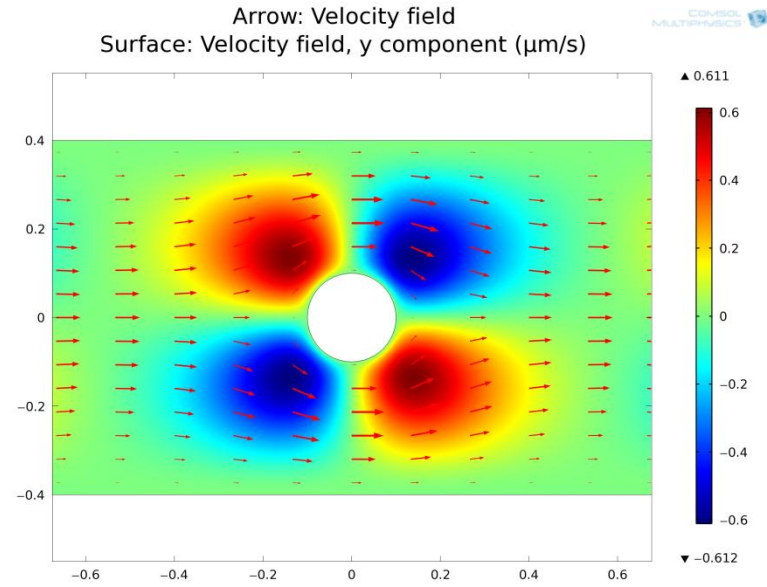 Arrow: Velocity field
Surface: Velocity field, y component (µm/s)
COMSOL
MULTIPHYSICS®
▲ 0.611
0.6
0.4
0.2
0
−0.2
−0.4
−0.6
▼ −0.612
0.4
0.2
0
−0.2
−0.4
−0.6 −0.4 −0.2 0 0.2 0.4 0.6